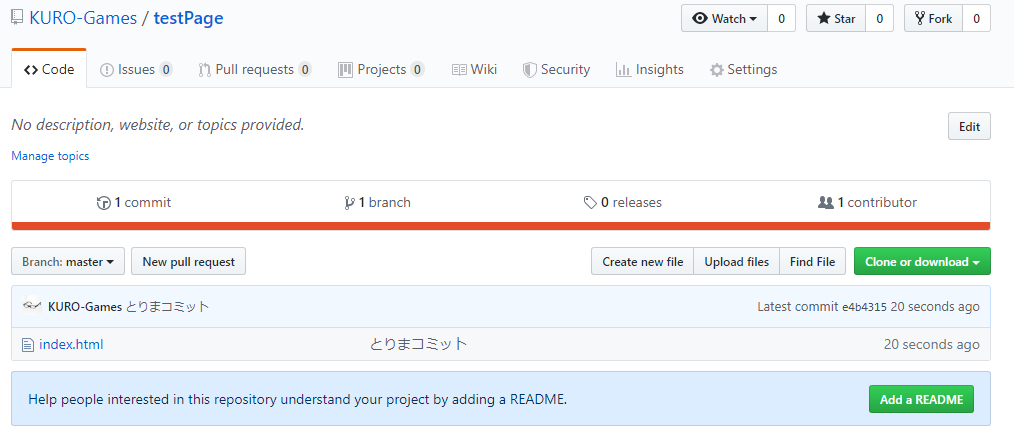 KURO-Games / testPage Watch 0 Star 0 Fork 0
Code Issues 0 Pull requests 0 Projects 0 Wiki Security Insights Settings
No description, website, or topics provided. Edit
Manage topics
1 commit 1 branch 0 releases 1 contributor
Branch: master New pull request Create new file Upload files Find File Clone or download
KURO-Games とりまコミット Latest commit e4b4315 20 seconds ago
index.html とりまコミット 20 seconds ago
Help people interested in this repository understand your project by adding a README. Add a README